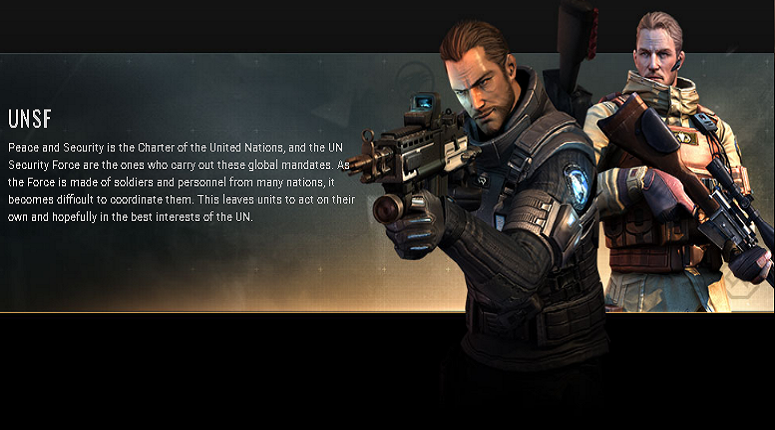 UNSF
Peace and Security is the Charter of the United Nations, and the UN
Security Force are the ones who carry out these global mandates. As
the Force is made of soldiers and personnel from many nations, it
becomes difficult to coordinate them. This leaves units to act on their
own and hopefully in the best interests of the UN.